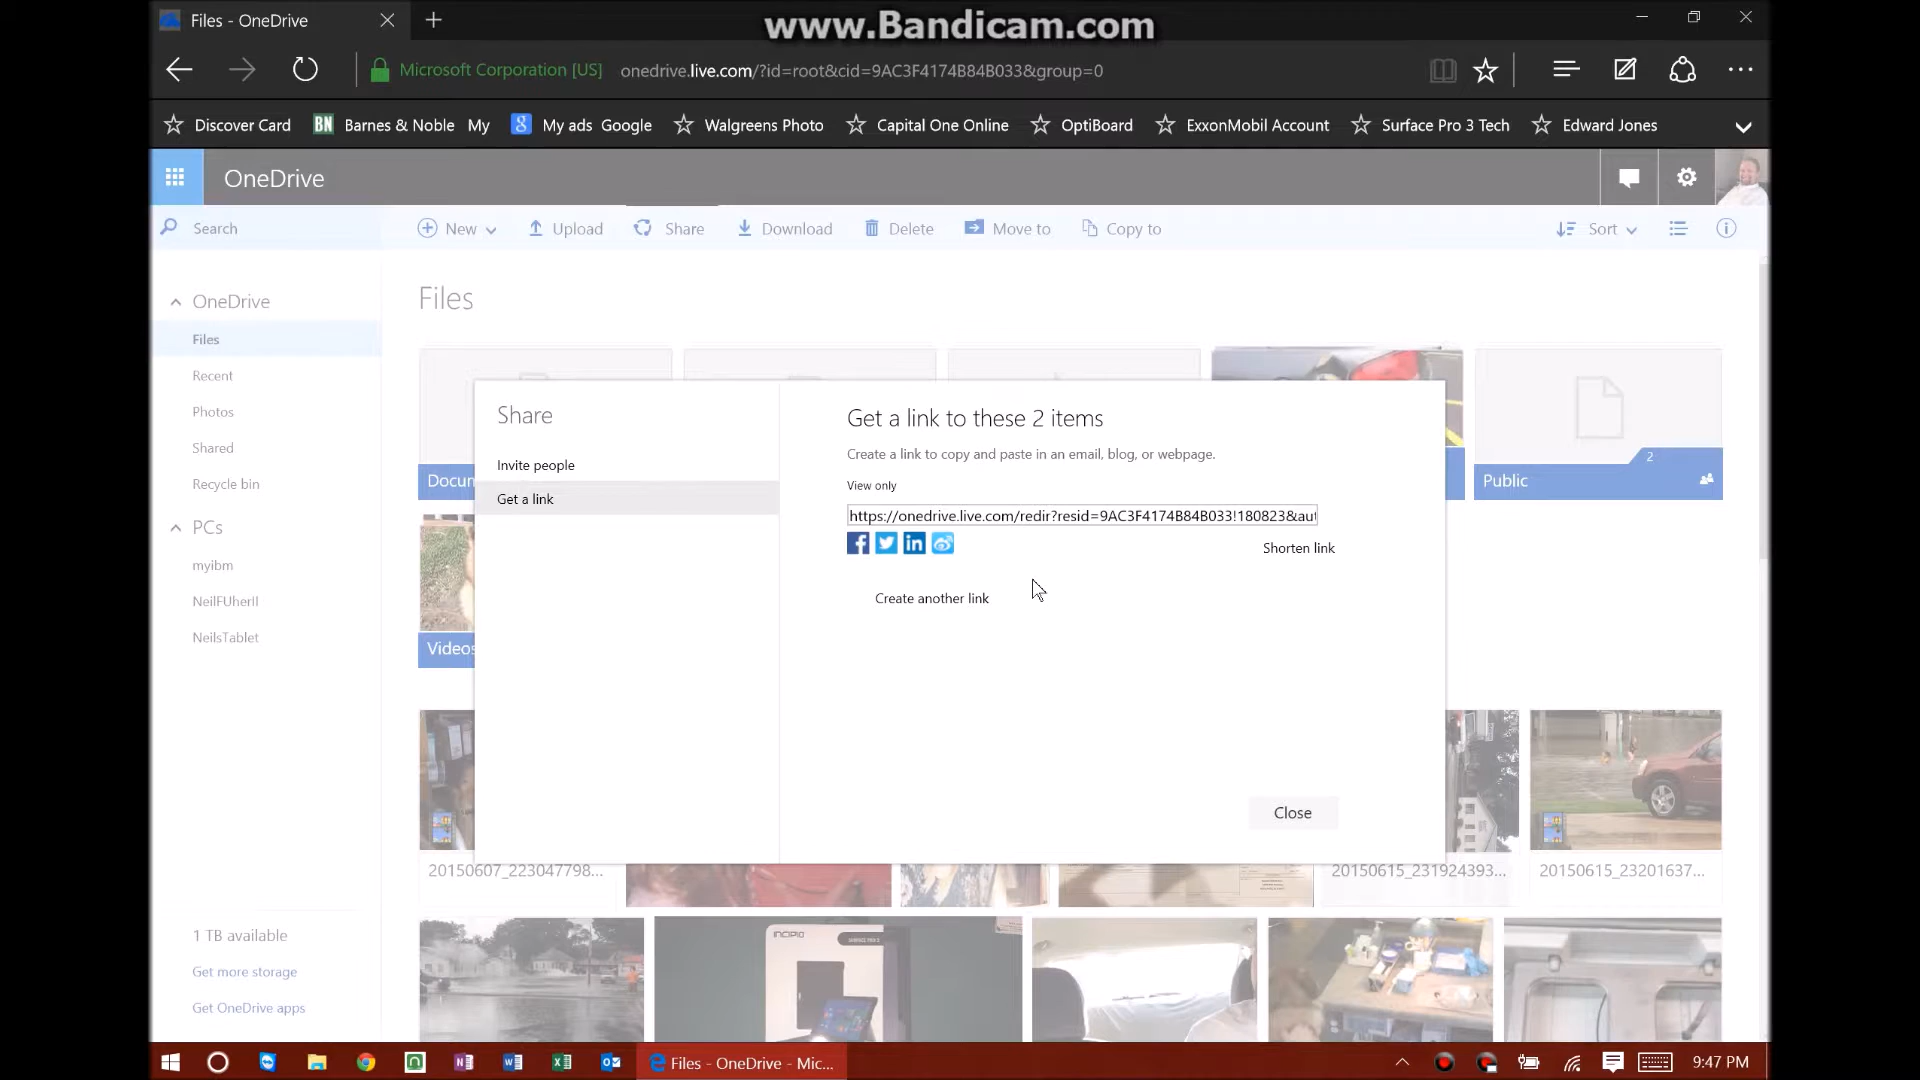 Files - OneDrive
www.Bandicam.com
Microsoft Corporation [US] onedrive.live.com/?id=root&cid=9AC3F4174B84B033&group=0
Discover Card BN Barnes & Noble My My ads Google Walgreens Photo Capital One Online OptiBoard ExxonMobil Account Surface Pro 3 Tech Edward Jones
OneDrive
Search New Upload Share Download Delete Move to Copy to Sort
OneDrive
Files
Recent
Photos
Shared
Recycle bin
PCs
myibm
NeilFUherII
NeilsTablet
1 TB available
Get more storage
Get OneDrive apps
Files
Docum
2
Public
Videos
Share
Invite people
Get a link
Get a link to these 2 items
Create a link to copy and paste in an email, blog, or webpage.
View only
https://onedrive.live.com/redir?resid=9AC3F4174B84B033!180823&aut
Shorten link
Create another link
Close
20150607_223047798... 20150615_231924393... 20150615_23201637...
INCIPIO
Files - OneDrive - Mic... 9:47 PM